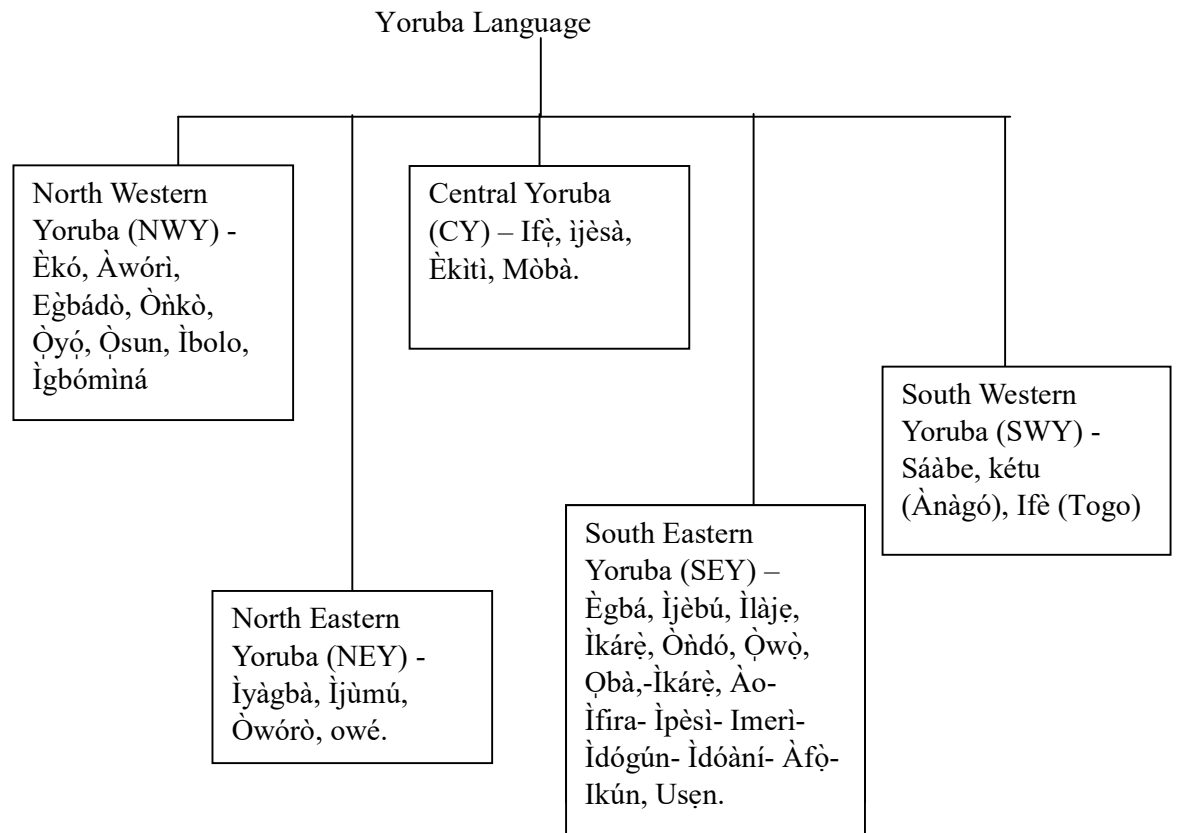 Yoruba Language
North Western
Yoruba (NWY) -
Èkó, Àwórì,
Eg̣̀bádò, Òǹkò,
Ọ̀yọ́, Ọ̀sun, Ìbolo,
Ìgbómìná
Central Yoruba
(CY) – Ifẹ̀, ìjèsà,
Èkìtì, Mòbà.
South Western
Yoruba (SWY) -
Sáàbe, kétu
(Ànàgó), Ifè (Togo)
South Eastern
Yoruba (SEY) –
Ègbá, Ìjèbú, Ìlàjẹ,
Ìkárẹ̀, Òǹdó, Ọ̀wọ̀,
Ọbà,-Ìkárẹ̀, Ào-
Ìfira- Ìpèsì- Imerì-
Ìdógún- Ìdóàní- Àfọ̀-
Ikún, Usẹn.
North Eastern
Yoruba (NEY) -
Ìyàgbà, Ìjùmú,
Òwórò, owé.